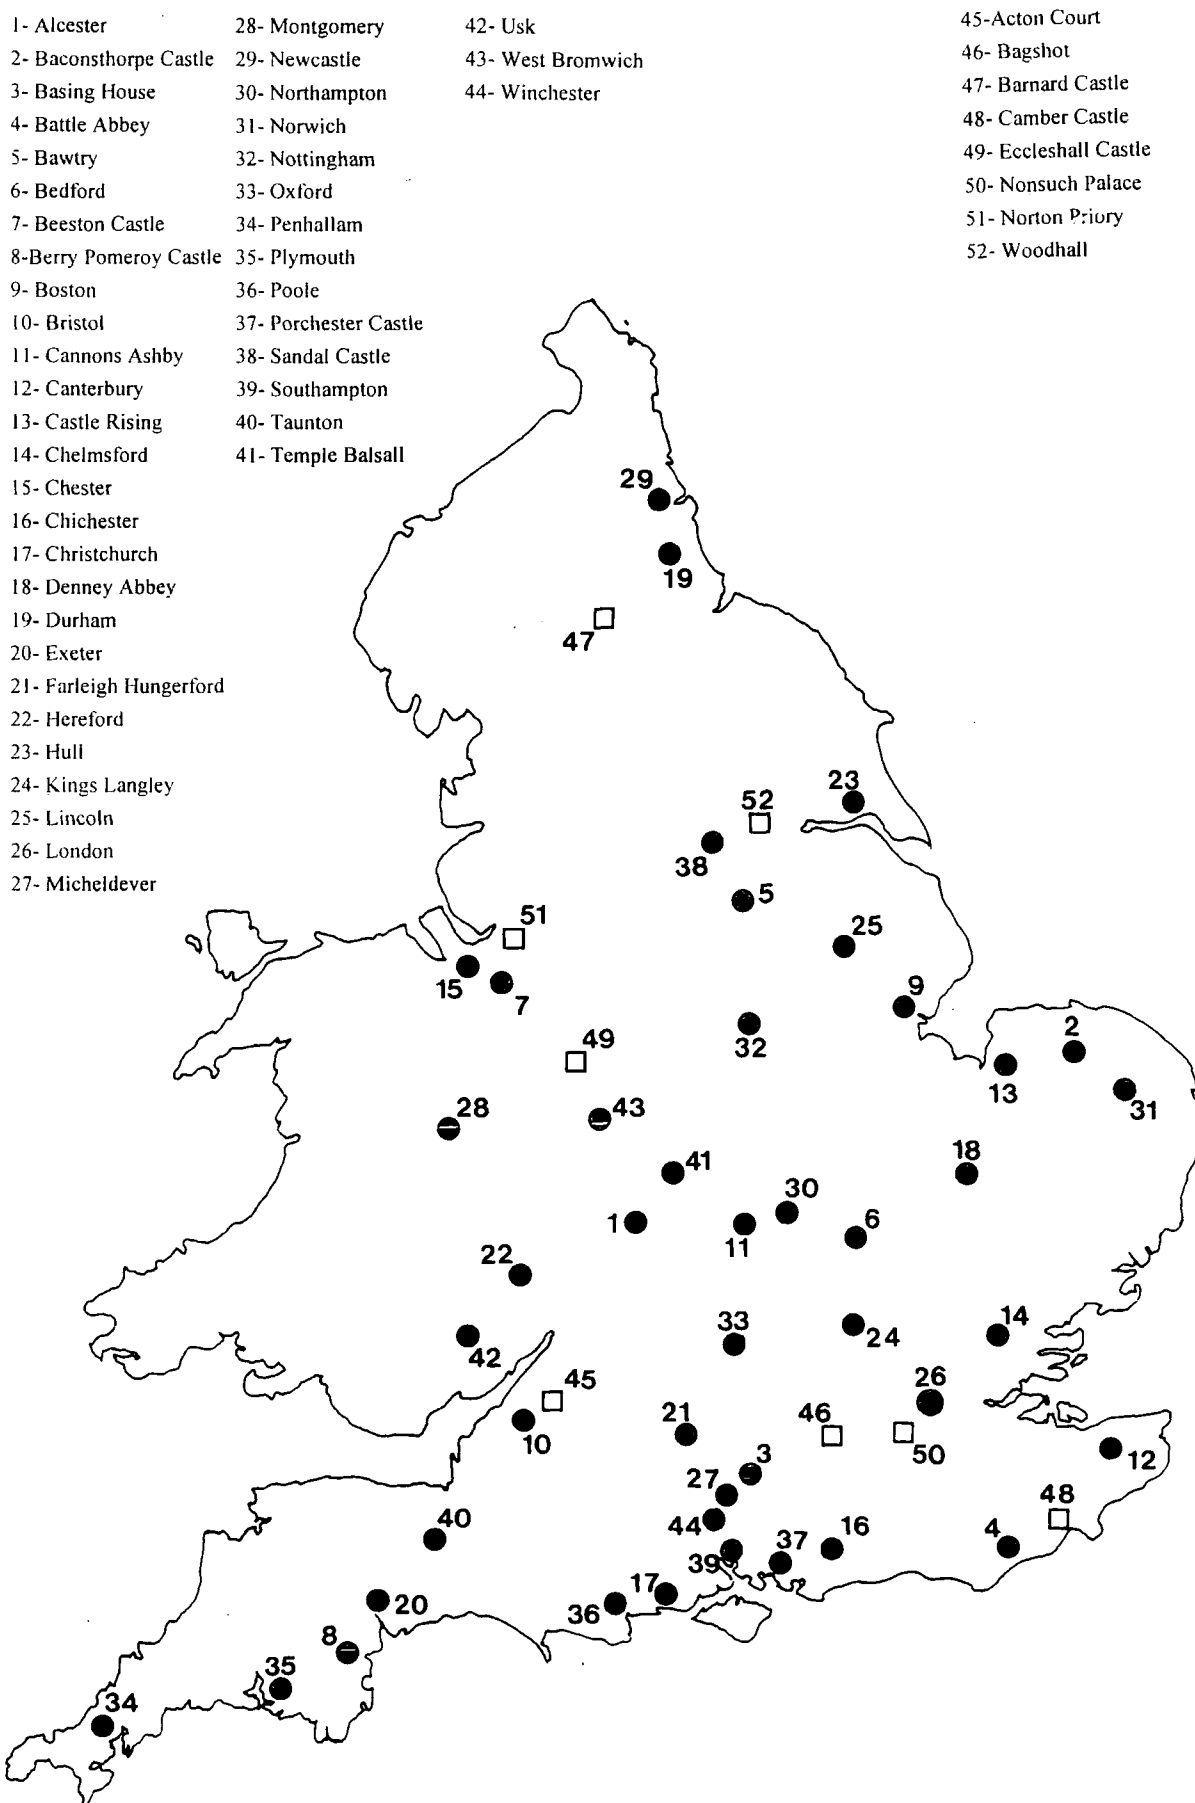 1- Alcester
2- Baconsthorpe Castle
3- Basing House
4- Battle Abbey
5- Bawtry
6- Bedford
7- Beeston Castle
8-Berry Pomeroy Castle
9- Boston
10- Bristol
11- Cannons Ashby
12- Canterbury
13- Castle Rising
14- Chelmsford
15- Chester
16- Chichester
17- Christchurch
18- Denney Abbey
19- Durham
20- Exeter
21- Farleigh Hungerford
22- Hereford
23- Hull
24- Kings Langley
25- Lincoln
26- London
27- Micheldever
28- Montgomery
29- Newcastle
30- Northampton
31- Norwich
32- Nottingham
33- Oxford
34- Penhallam
35- Plymouth
36- Poole
37- Porchester Castle
38- Sandal Castle
39- Southampton
40- Taunton
41- Temple Balsall
42- Usk
43- West Bromwich
44- Winchester
45-Acton Court
46- Bagshot
47- Barnard Castle
48- Camber Castle
49- Eccleshall Castle
50- Nonsuch Palace
51- Norton Priory
52- Woodhall
29
19
47
23
52
38
5
51
25
15
7
9
49
32
2
13
31
28
43
41
18
30
1
11
6
22
33
24
14
42
45
26
21
46
10
50
12
3
27
48
40
44
16
4
39
37
17
36
20
8
35
34